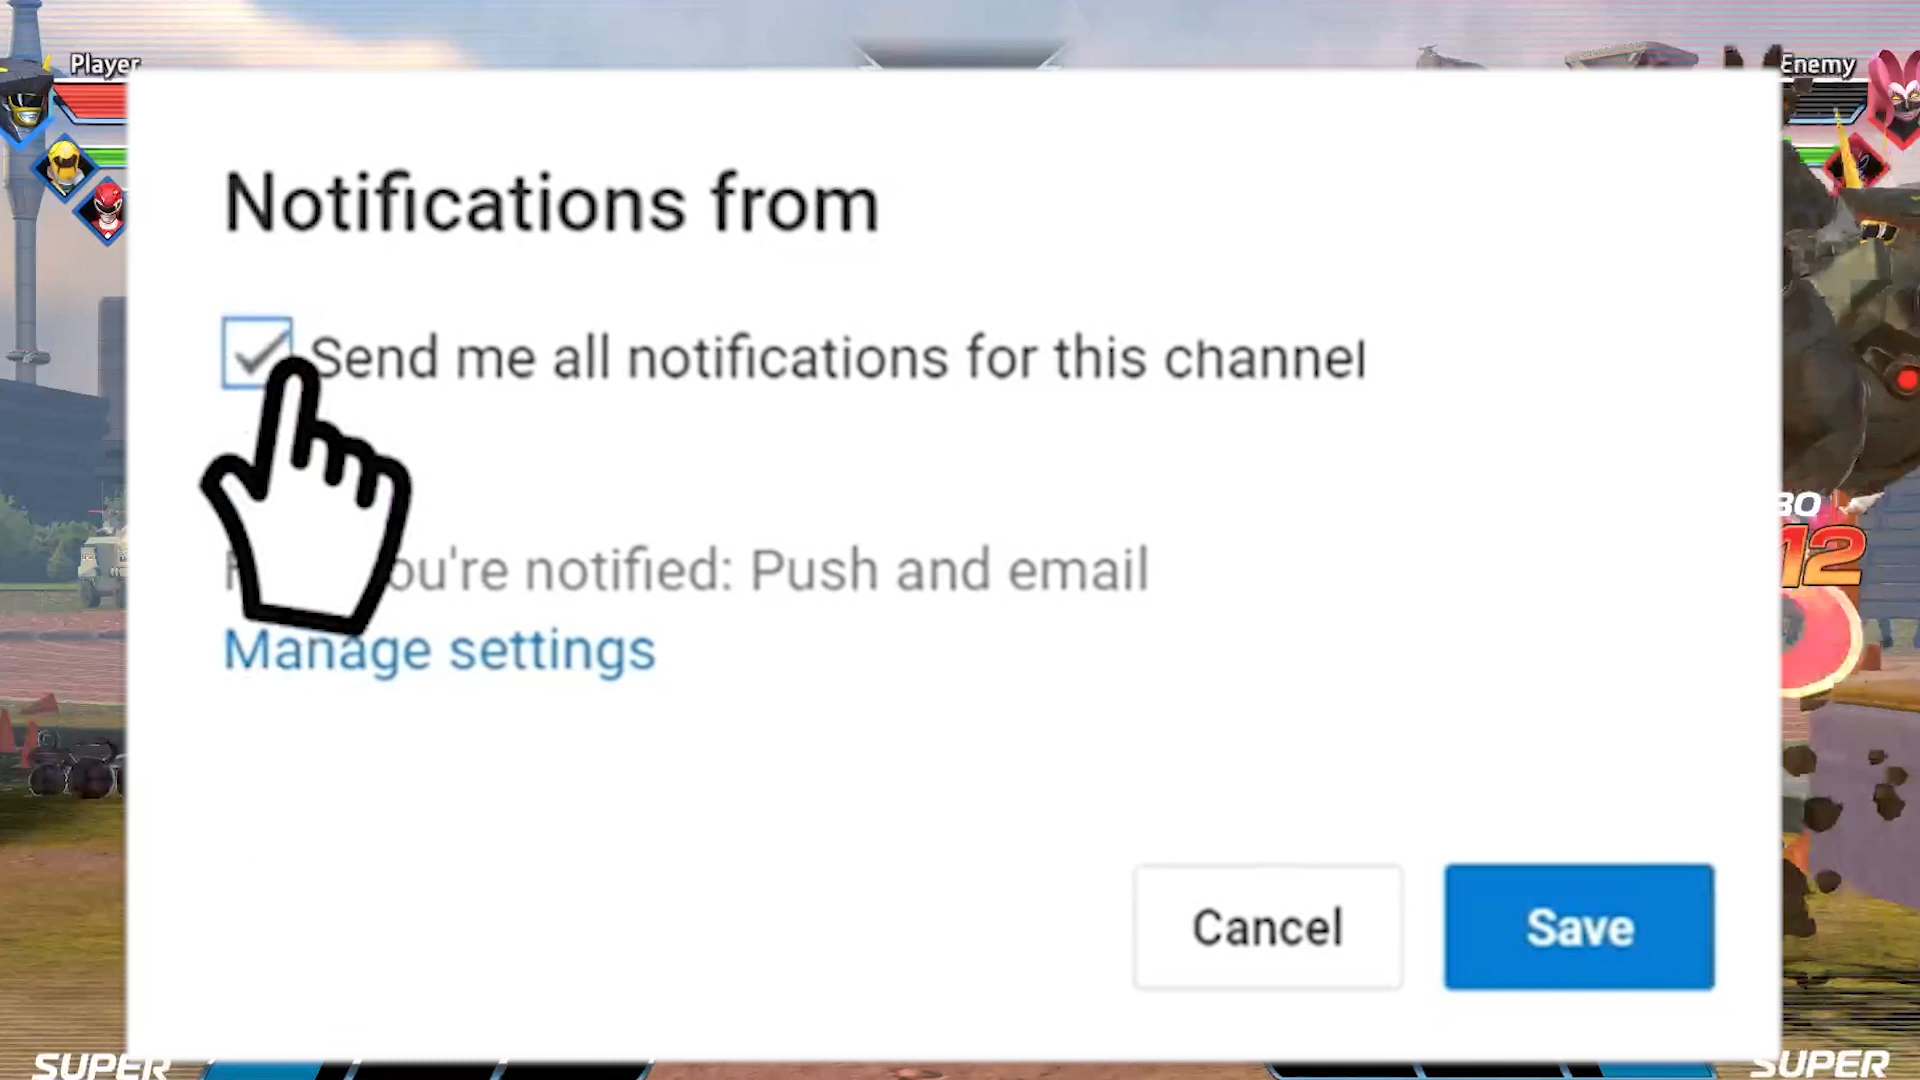 Player
Enemy
Notifications from
Send me all notifications for this channel
you're notified: Push and email
Manage settings
12
Cancel
Save
SUPER
SUPER